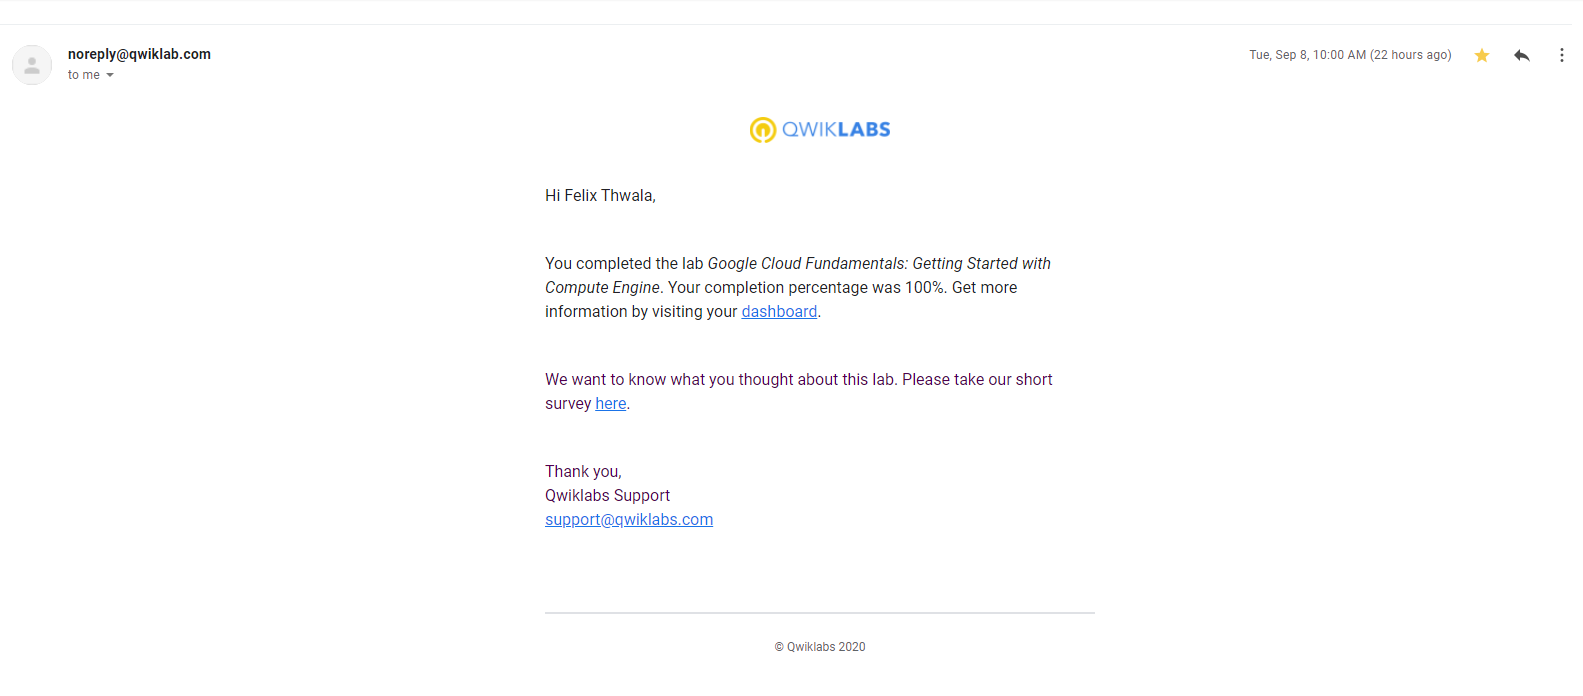 noreply@qwiklab.com
Tue, Sep 8, 10:00 AM (22 hours ago)
to me
QWIKLABS
Hi Felix Thwala,
You completed the lab Google Cloud Fundamentals: Getting Started with
Compute Engine. Your completion percentage was 100%. Get more
information by visiting your dashboard.
We want to know what you thought about this lab. Please take our short
survey here.
Thank you,
Qwiklabs Support
support@qwiklabs.com
© Qwiklabs 2020